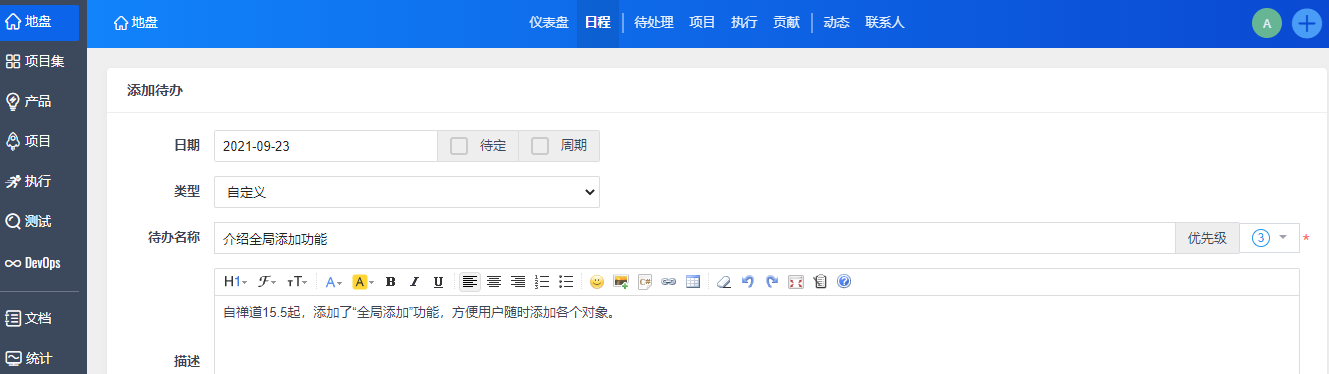 地盘
项目集
产品
项目
执行
测试
DevOps
文档
统计
地盘
仪表盘 日程 待处理 项目 执行 贡献 动态 联系人
A
添加待办
日期 2021-09-23 待定 周期
类型 自定义
待办名称 介绍全局添加功能 优先级 3 *
H1 F TT A A B I U C# ?
自禅道15.5起，添加了“全局添加”功能，方便用户随时添加各个对象。
描述